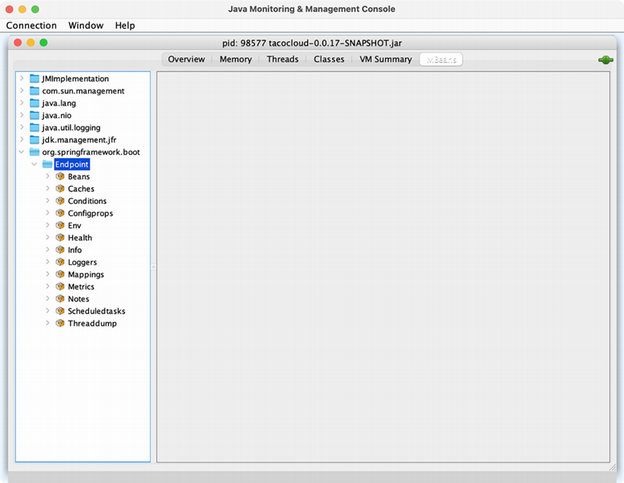 Java Monitoring & Management Console
Connection Window Help
pid: 98577 tacocloud-0.0.17-SNAPSHOT.jar
Overview Memory Threads Classes VM Summary MBeans
JMImplementation
com.sun.management
java.lang
java.nio
java.util.logging
jdk.management.jfr
org.springframework.boot
Endpoint
Beans
Caches
Conditions
Configprops
Env
Health
Info
Loggers
Mappings
Metrics
Notes
Scheduledtasks
Threaddump